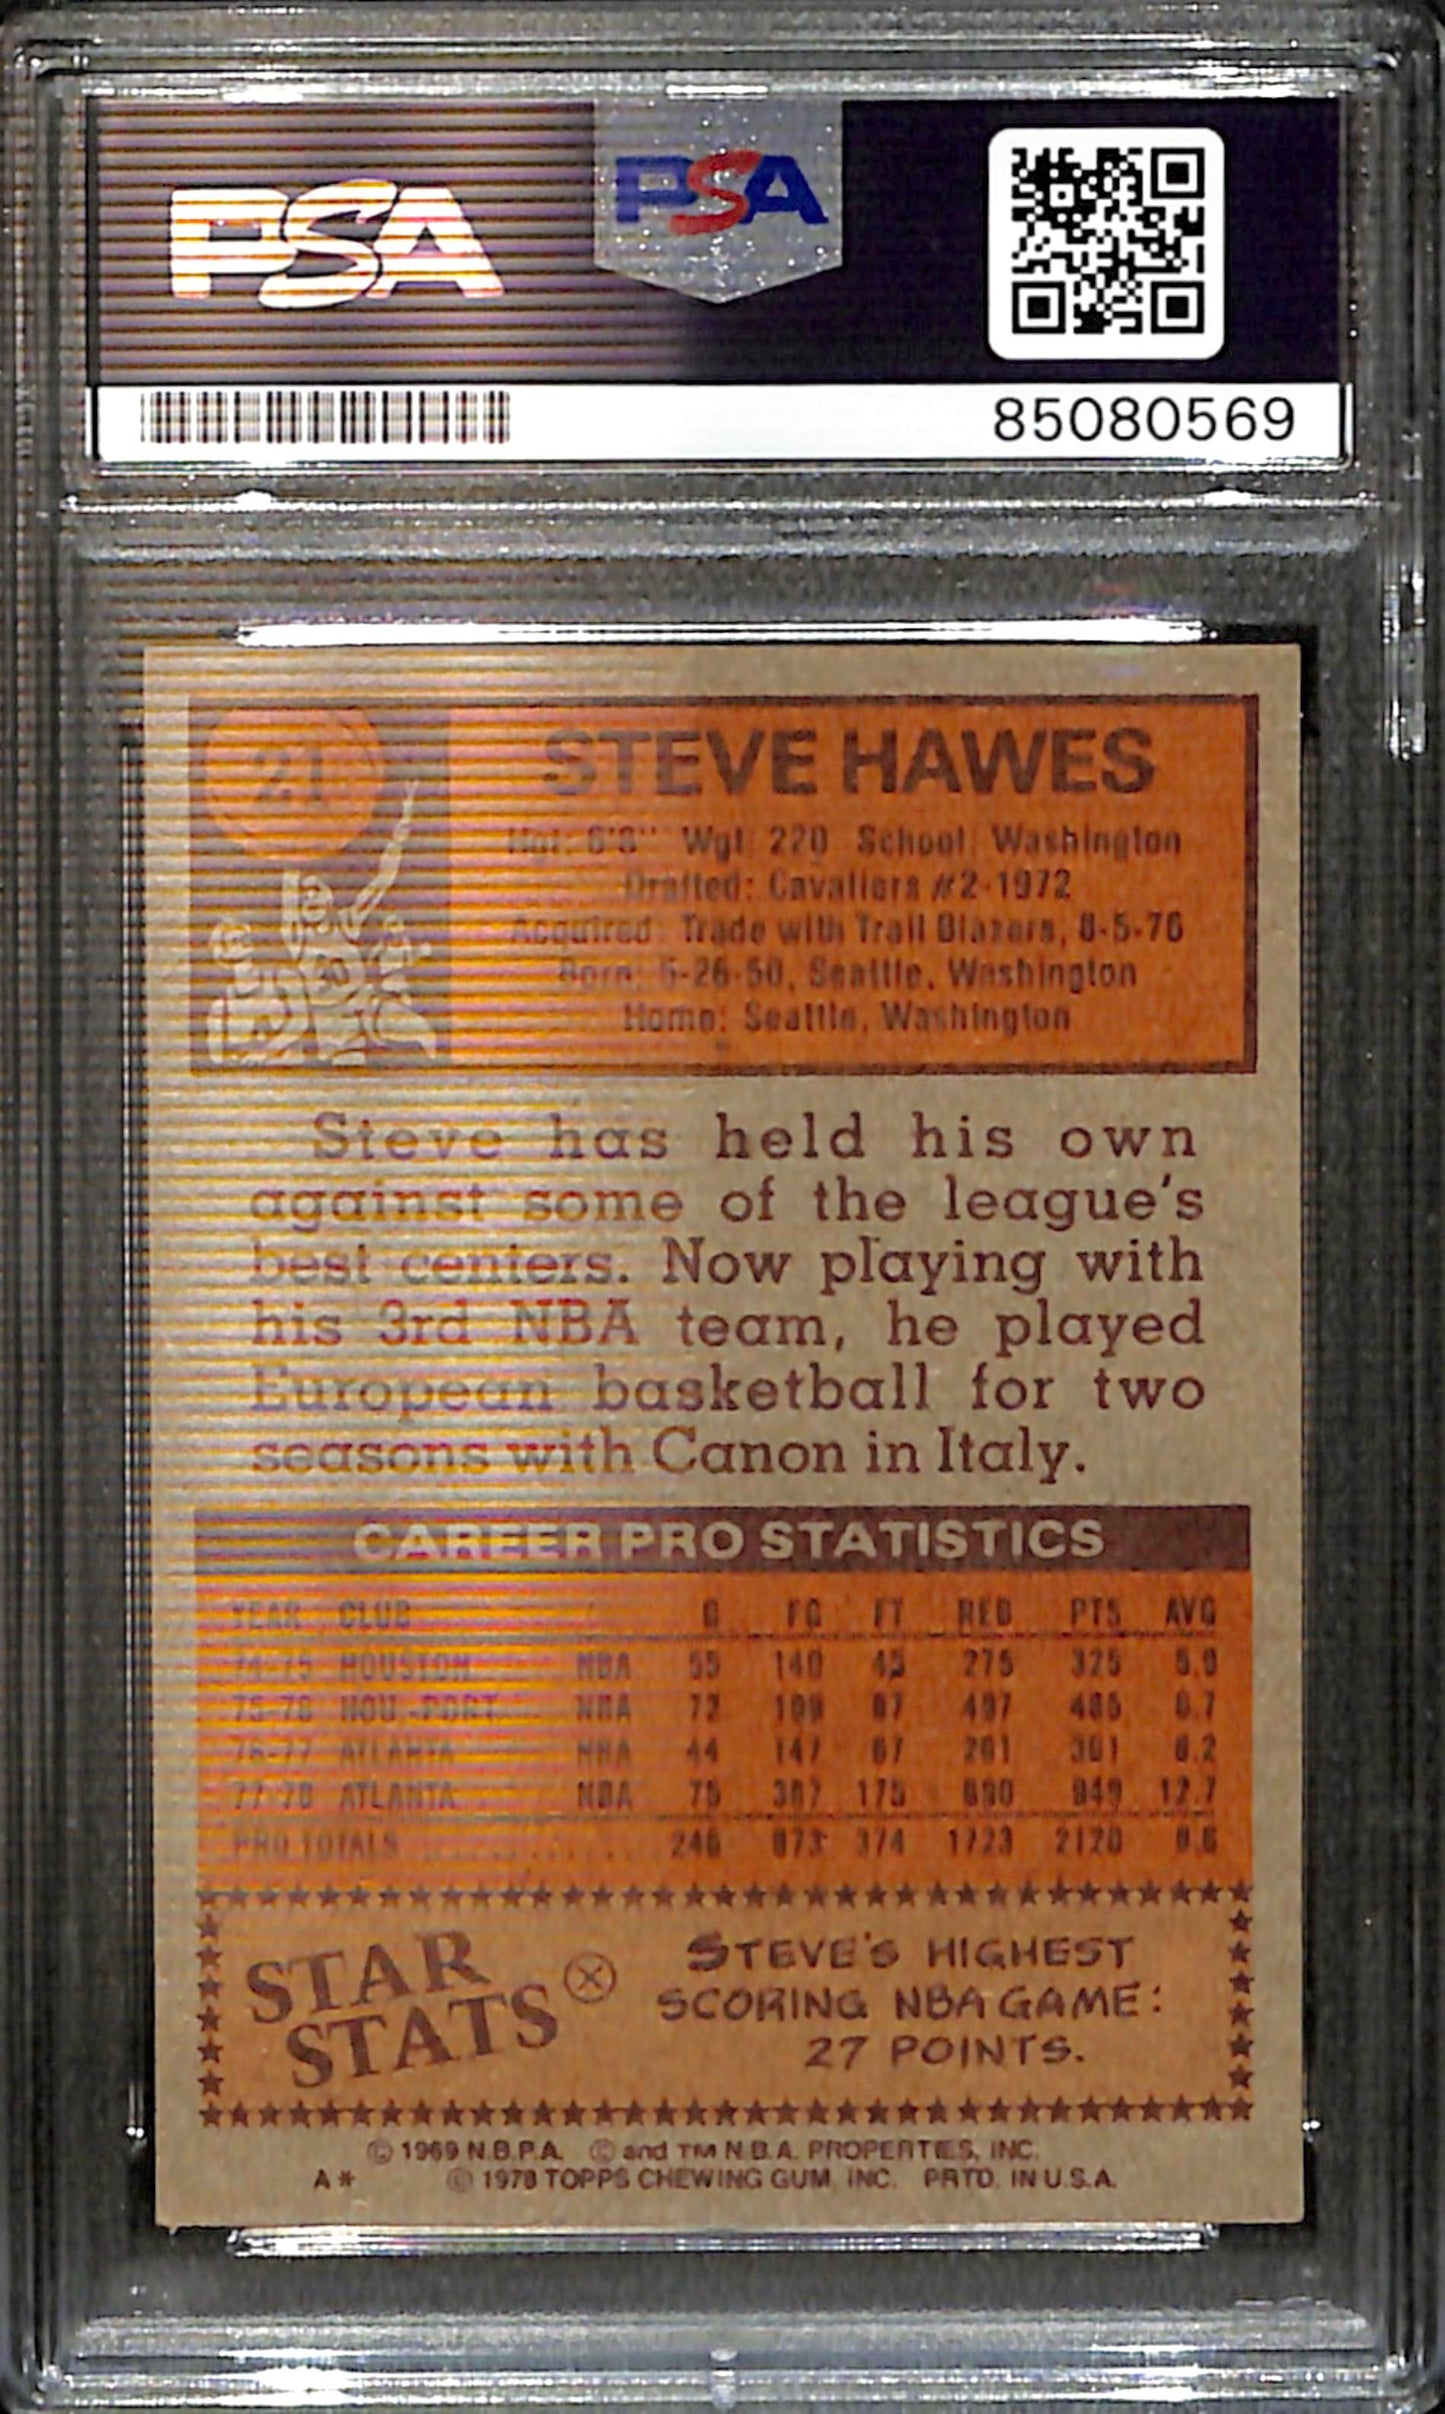 PSA
PSA
85080569
21
STEVE HAWES
Hgt: 6'9" Wgt: 220 School: Washington
Drafted: Cavaliers #2-1972
Acquired: Trade with Trail Blazers, 8-5-76
Born: 5-26-50, Seattle, Washington
Home: Seattle, Washington
Steve has held his own
against some of the league's
best centers. Now playing with
his 3rd NBA team, he played
European basketball for two
seasons with Canon in Italy.
CAREER PRO STATISTICS
YEAR CLUB G FG FT REB PTS AVG
74-75 HOUSTON NBA 55 140 45 275 325 5.9
75-76 HOU.-PORT. NBA 72 199 87 497 485 6.7
76-77 ATLANTA NBA 44 147 67 261 361 8.2
77-78 ATLANTA NBA 75 387 175 690 949 12.7
PRO TOTALS 246 873 374 1723 2120 8.6
STAR
STATS
STEVE'S HIGHEST
SCORING NBA GAME:
27 POINTS.
© 1969 N.B.P.A. © and TM N.B.A. PROPERTIES, INC.
A* © 1978 TOPPS CHEWING GUM, INC. PRTD. IN U.S.A.